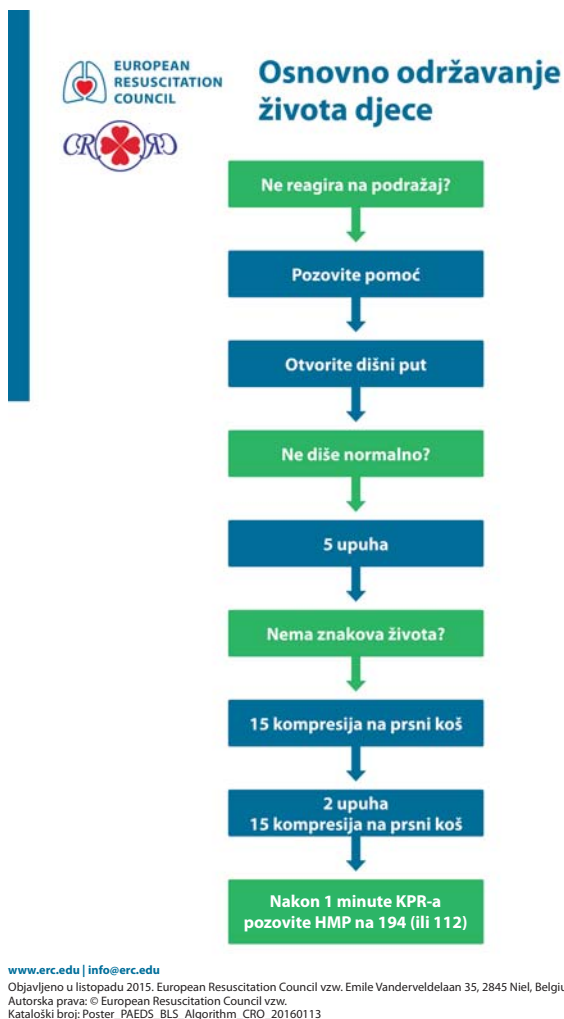 EUROPEAN
RESUSCITATION
COUNCIL
CRC
Osnovno održavanje
života djece
Ne reagira na podražaj?
Pozovite pomoć
Otvorite dišni put
Ne diše normalno?
5 upuha
Nema znakova života?
15 kompresija na prsni koš
2 upuha
15 kompresija na prsni koš
Nakon 1 minute KPR-a
pozovite HMP na 194 (ili 112)
www.erc.edu | info@erc.edu
Objavljeno u listopadu 2015. European Resuscitation Council vzw. Emile Vanderveldelaan 35, 2845 Niel, Belgiu
Autorska prava: © European Resuscitation Council vzw.
Kataloški broj: Poster_PAEDS_BLS_Algorithm_CRO_20160113